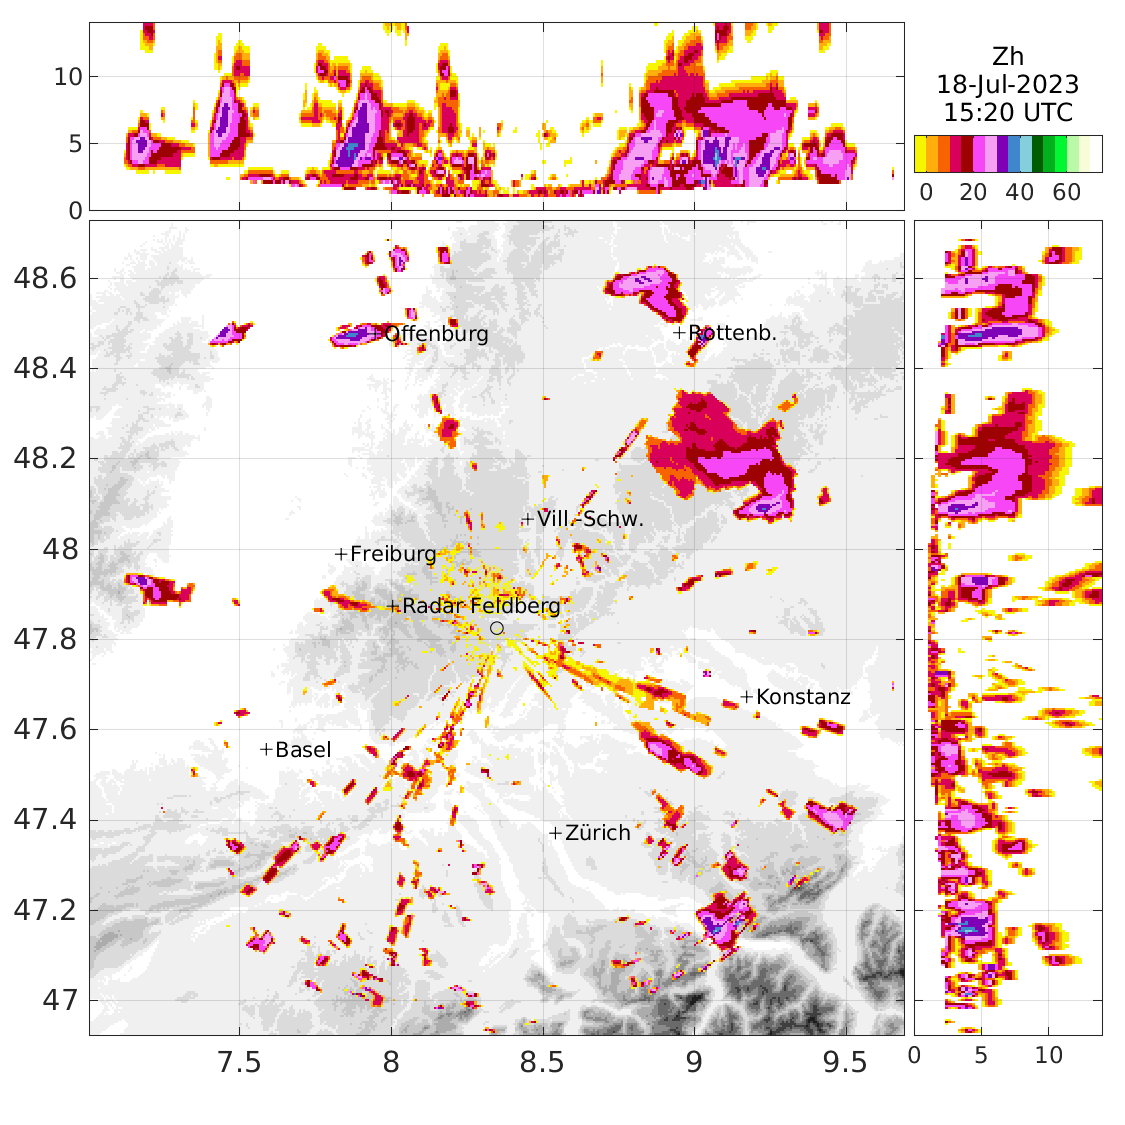 10
5
0
Zh
18-Jul-2023
15:20 UTC
0 20 40 60
48.6
48.4
48.2
48
47.8
47.6
47.4
47.2
47
+Offenburg
+Rottenb.
+Vill.-Schw.
+Freiburg
+Radar Feldberg
+Konstanz
+Basel
+Zürich
7.5 8 8.5 9 9.5
0 5 10